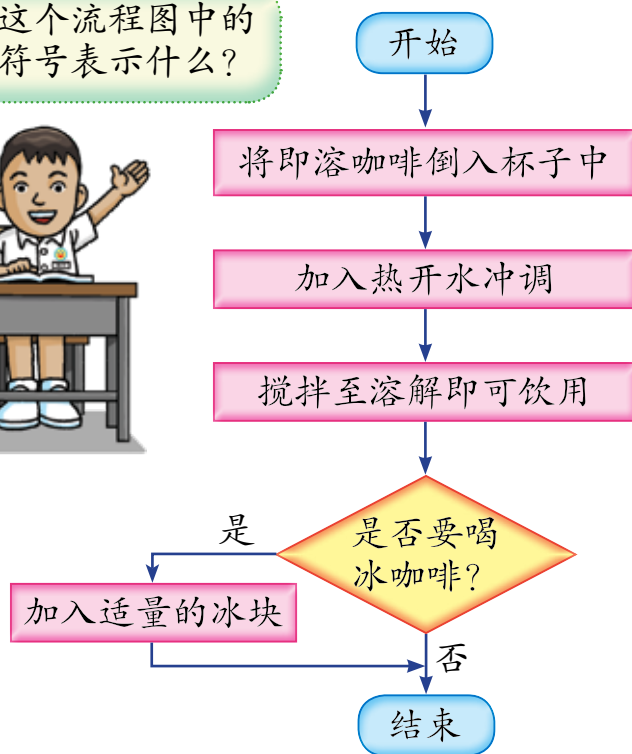 这个流程图中的
符号表示什么？
开始
将即溶咖啡倒入杯子中
加入热开水冲调
搅拌至溶解即可饮用
是否要喝
冰咖啡？
是
加入适量的冰块
否
结束